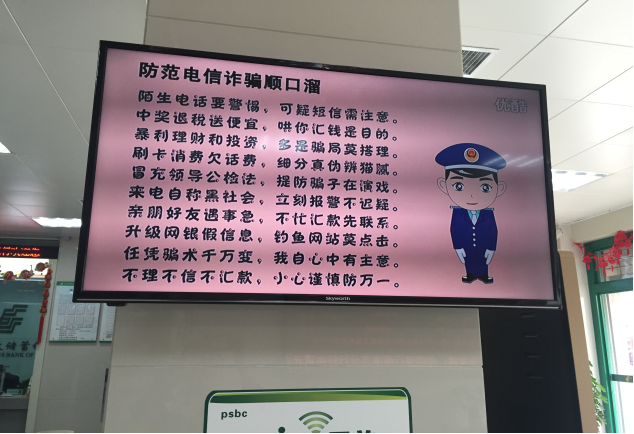 防范电信诈骗顺口溜
优酷
陌生电话要警惕，可疑短信需注意。
中奖退税送便宜，哄你汇钱是目的。
暴利理财和投资，多是骗局莫搭理。
刷卡消费欠话费，细分真伪辨猫腻。
冒充领导公检法，提防骗子在演戏。
来电自称黑社会，立刻报警不迟疑。
亲朋好友遇事急，不代汇款先联系。
升级网银假信息，钓鱼网站莫点击。
任凭骗术千万变，我自心中有主意。
不理不信不汇款，小心谨慎防万一。
Skyworth
psbc